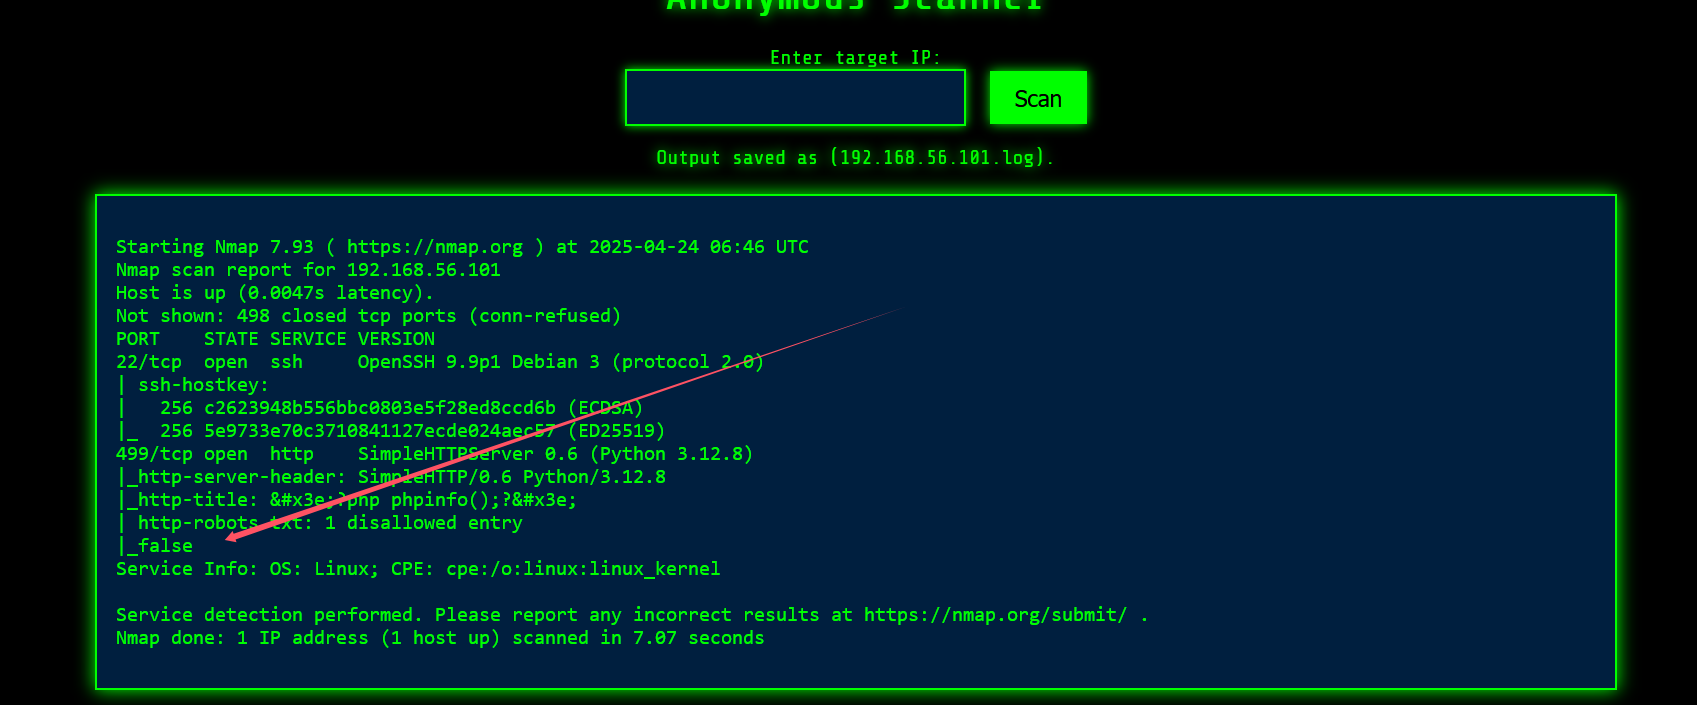 Anonymous Scanner
Enter target IP:
Scan
Output saved as (192.168.56.101.log).
Starting Nmap 7.93 ( https://nmap.org ) at 2025-04-24 06:46 UTC
Nmap scan report for 192.168.56.101
Host is up (0.0047s latency).
Not shown: 498 closed tcp ports (conn-refused)
PORT    STATE SERVICE VERSION
22/tcp  open  ssh     OpenSSH 9.9p1 Debian 3 (protocol 2.0)
| ssh-hostkey:
|   256 c2623948b556bbc0803e5f28ed8ccd6b (ECDSA)
|_  256 5e9733e70c3710841127ecde024aec57 (ED25519)
499/tcp open  http    SimpleHTTPServer 0.6 (Python 3.12.8)
|_http-server-header: SimpleHTTP/0.6 Python/3.12.8
|_http-title: &#x3e;?php phpinfo();?&#x3e;
| http-robots.txt: 1 disallowed entry
|_false
Service Info: OS: Linux; CPE: cpe:/o:linux:linux_kernel
Service detection performed. Please report any incorrect results at https://nmap.org/submit/ .
Nmap done: 1 IP address (1 host up) scanned in 7.07 seconds